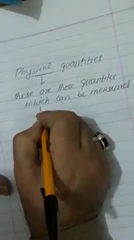 Physical quantities
these are those quantities
which can be measured